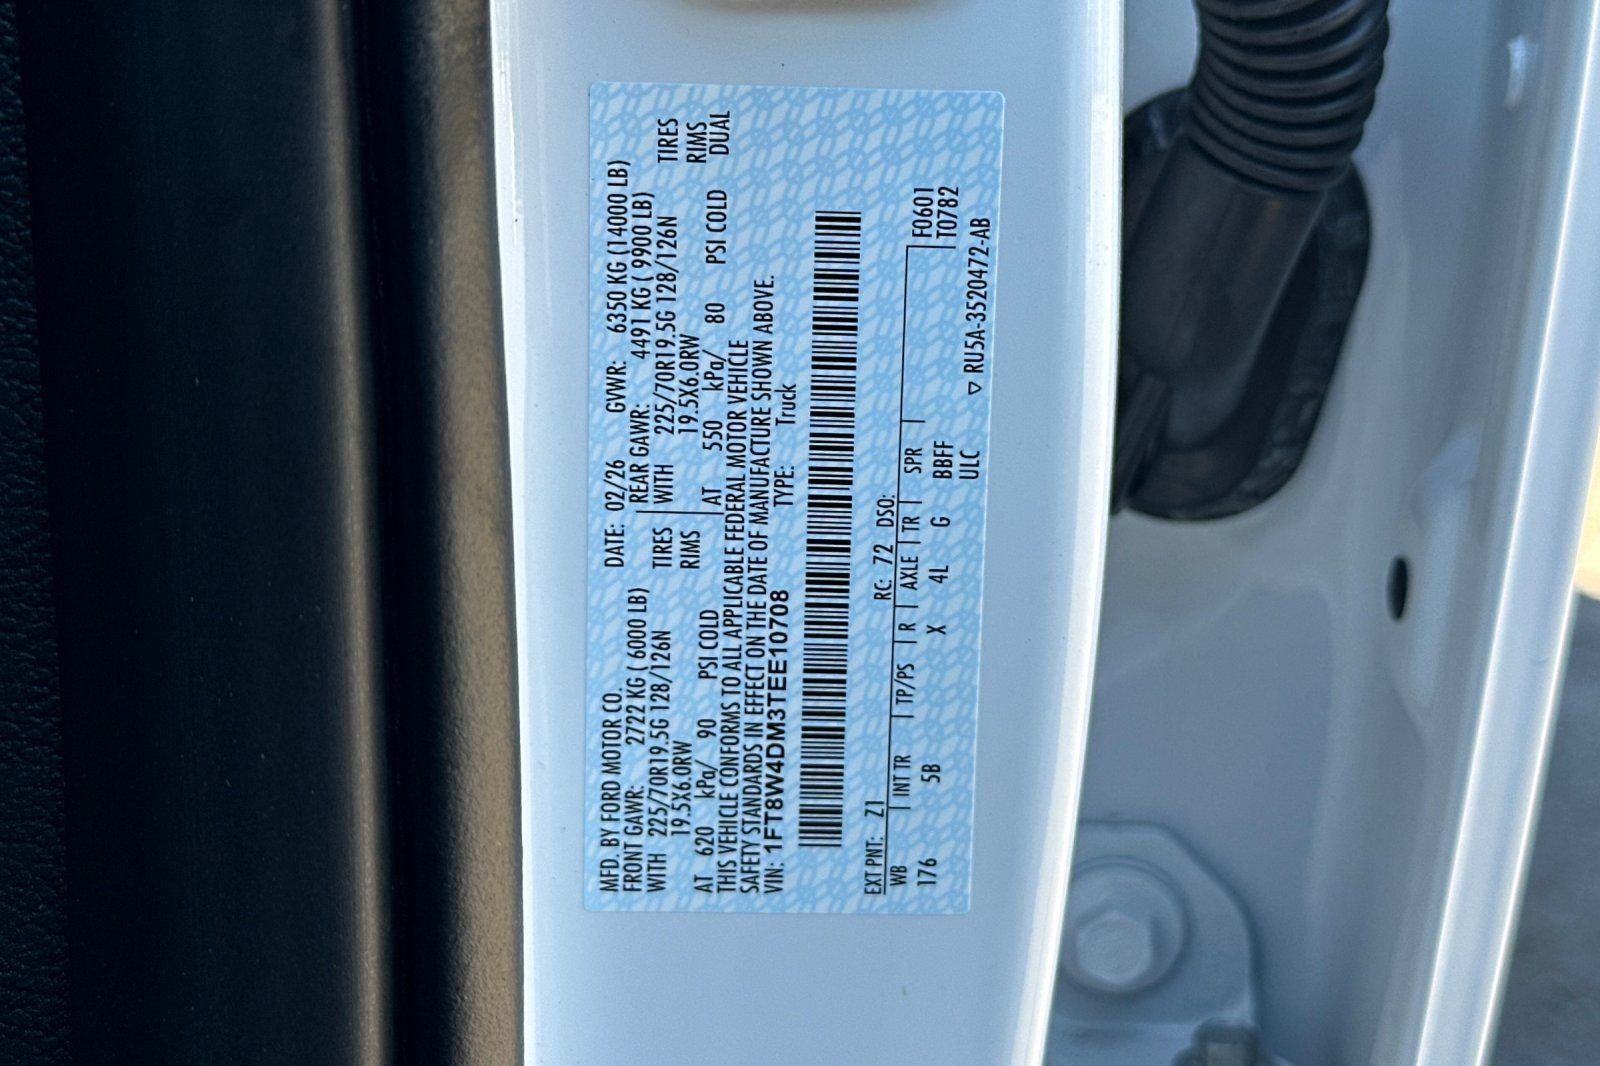 MFD. BY FORD MOTOR CO.
DATE: 02/26 GVWR: 6350 KG (14000 LB)
FRONT GAWR: 2722 KG ( 6000 LB)
REAR GAWR: 4491 KG ( 9900 LB)
WITH 225/70R19.5G 128/126N TIRES
WITH 225/70R19.5G 128/126N TIRES
19.5X6.0RW RIMS
19.5X6.0RW RIMS
AT 620 kPa/ 90 PSI COLD
AT 550 kPa/ 80 PSI COLD DUAL
THIS VEHICLE CONFORMS TO ALL APPLICABLE FEDERAL MOTOR VEHICLE
SAFETY STANDARDS IN EFFECT ON THE DATE OF MANUFACTURE SHOWN ABOVE.
VIN: 1FT8W4DM3TEE10708 TYPE: Truck
EXT PNT: Z1 RC: 72 DSO:
WB INT TR TP/PS R AXLE TR SPR F0601
176 5B X 4L G BBFF T0782
ULC ▽ RU5A-3520472-AB